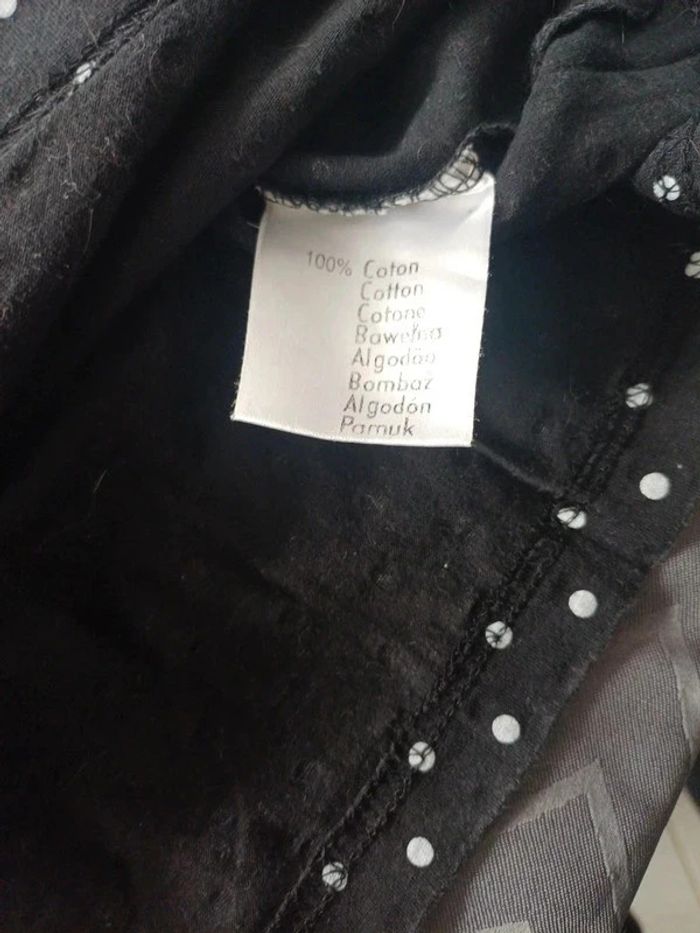 100% Coton
Cotton
Cotone
Bawełna
Algodão
Bombaž
Algodón
Pamuk